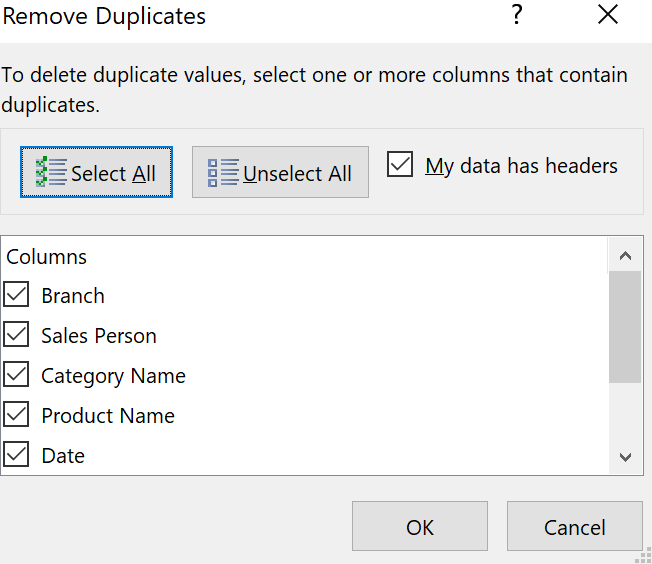 Remove Duplicates ?
To delete duplicate values, select one or more columns that contain
duplicates.
Select All Unselect All My data has headers
Columns
Branch
Sales Person
Category Name
Product Name
Date
OK Cancel